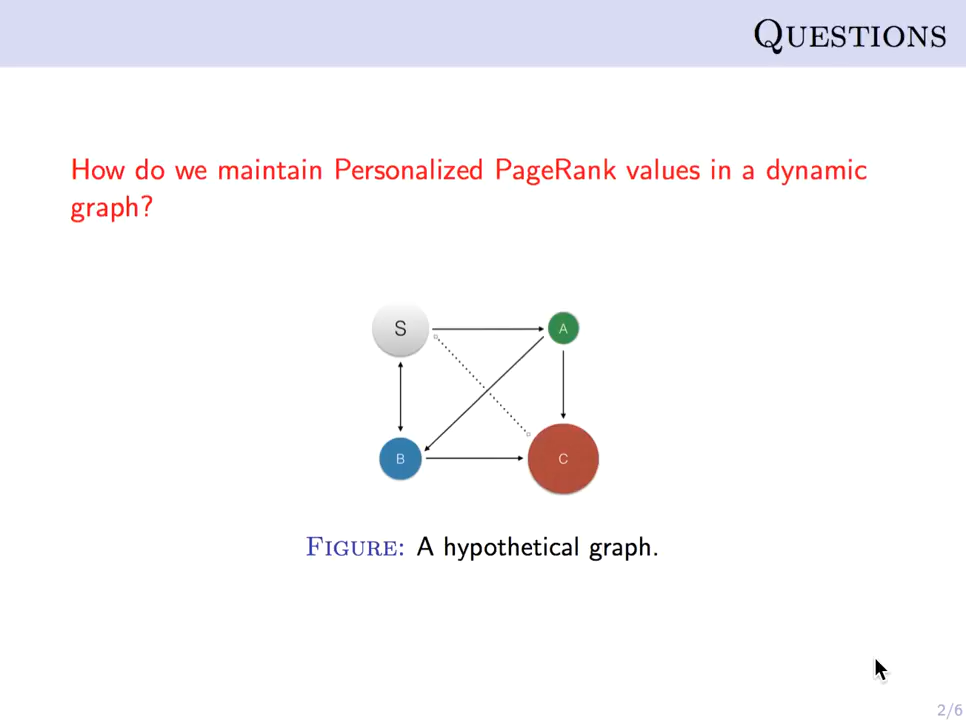 QUESTIONS
How do we maintain Personalized PageRank values in a dynamic
graph?
S
A
B
C
FIGURE: A hypothetical graph.
2/6